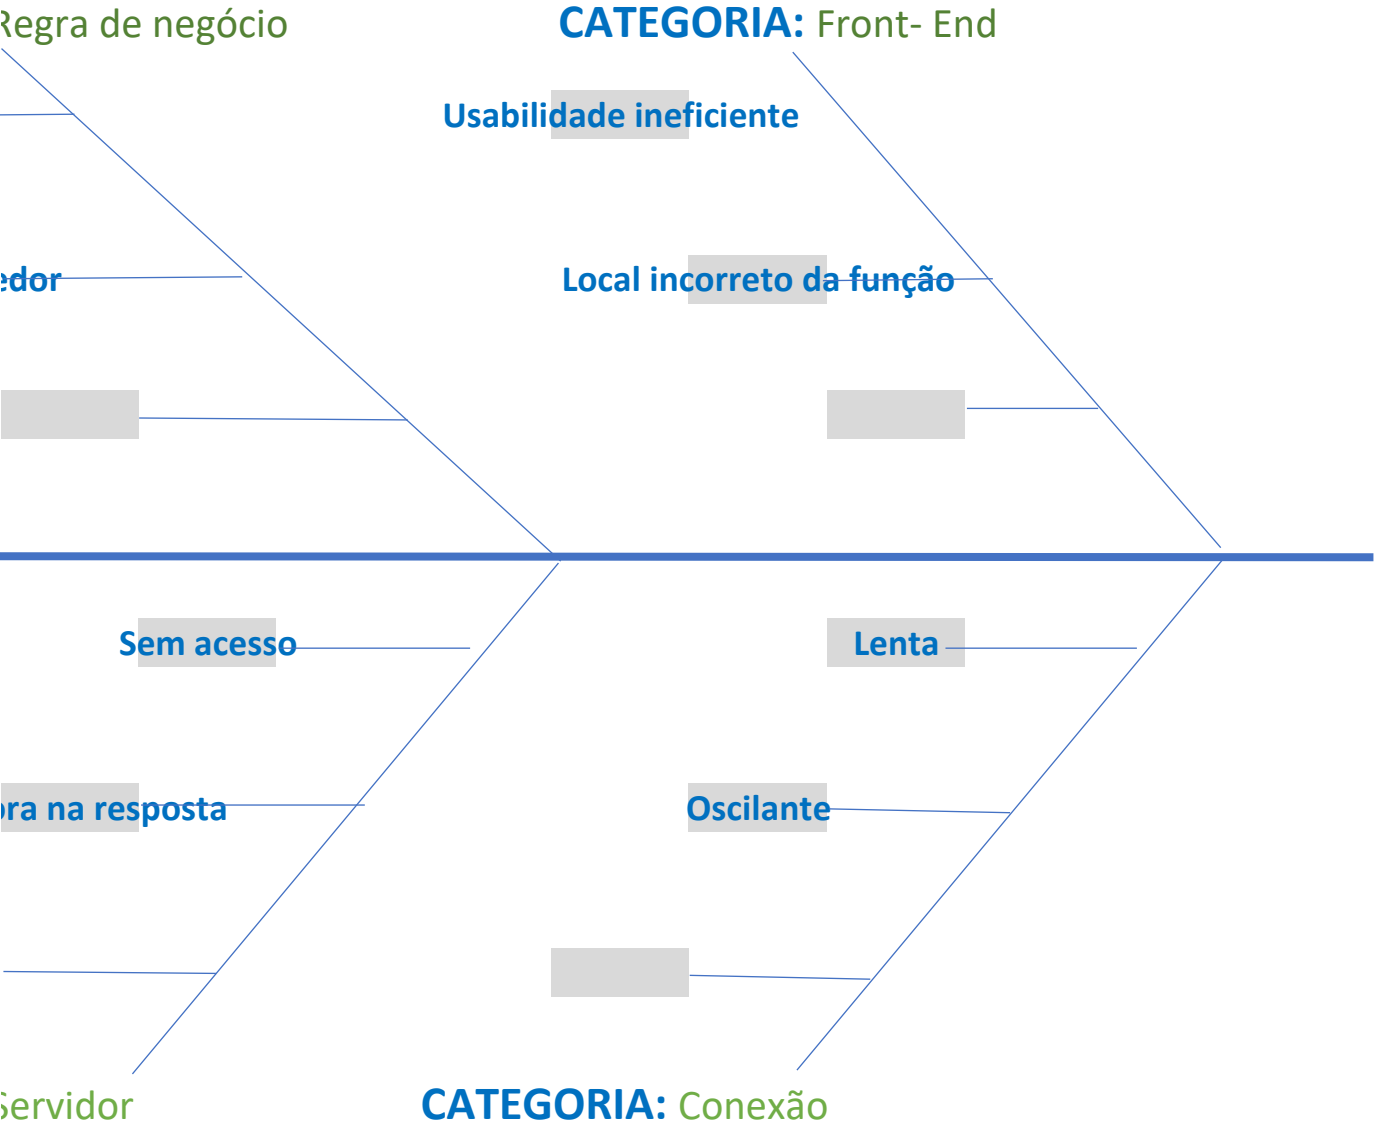 Regra de negócio
CATEGORIA: Front- End
Usabilidade ineficiente
edor
Local incorreto da função
Sem acesso
Lenta
ora na resposta
Oscilante
Servidor
CATEGORIA: Conexão